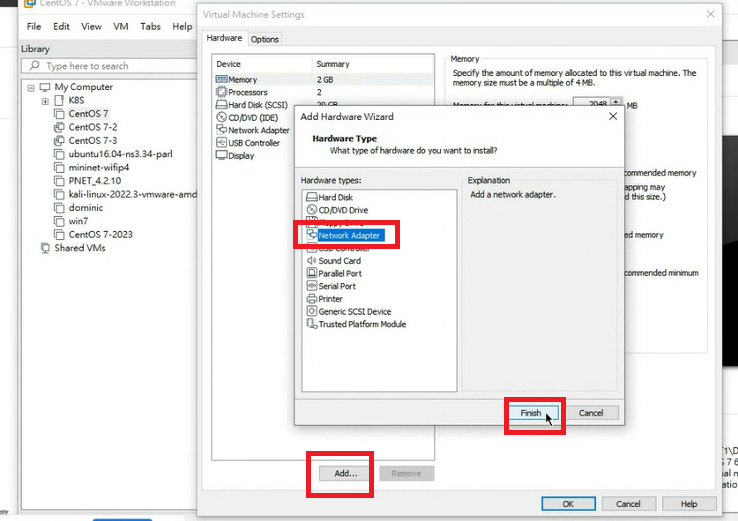 CentOS 7 - VMware Workstation
File Edit View VM Tabs Help
Library
Type here to search
My Computer
K8S
CentOS 7
CentOS 7-2
CentOS 7-3
ubuntu16.04-ns3.34-parl
mininet-wifip4
PNET_4.2.10
kali-linux-2022.3-vmware-amd
dominic
win7
CentOS 7-2023
Shared VMs
Virtual Machine Settings
Hardware Options
Device Summary
Memory 2 GB
Processors 2
Hard Disk (SCSI) 20 GB
CD/DVD (IDE)
Network Adapter
USB Controller
Display
Add...
Remove
Memory
Specify the amount of memory allocated to this virtual machine. The
memory size must be a multiple of 4 MB.
Memory for this virtual machine: 2048 MB
commended memory
apping may
d this size.)
ed memory
commended minimum
Add Hardware Wizard
Hardware Type
What type of hardware do you want to install?
Hardware types:
Hard Disk
CD/DVD Drive
Floppy Drive
Network Adapter
USB Controller
Sound Card
Parallel Port
Serial Port
Printer
Generic SCSI Device
Trusted Platform Module
Explanation
Add a network adapter.
Finish Cancel
OK Cancel Help